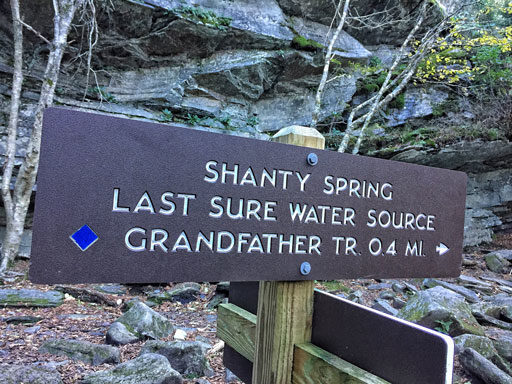 SHANTY SPRING
LAST SURE WATER SOURCE
GRANDFATHER TR. 0.4 MI.